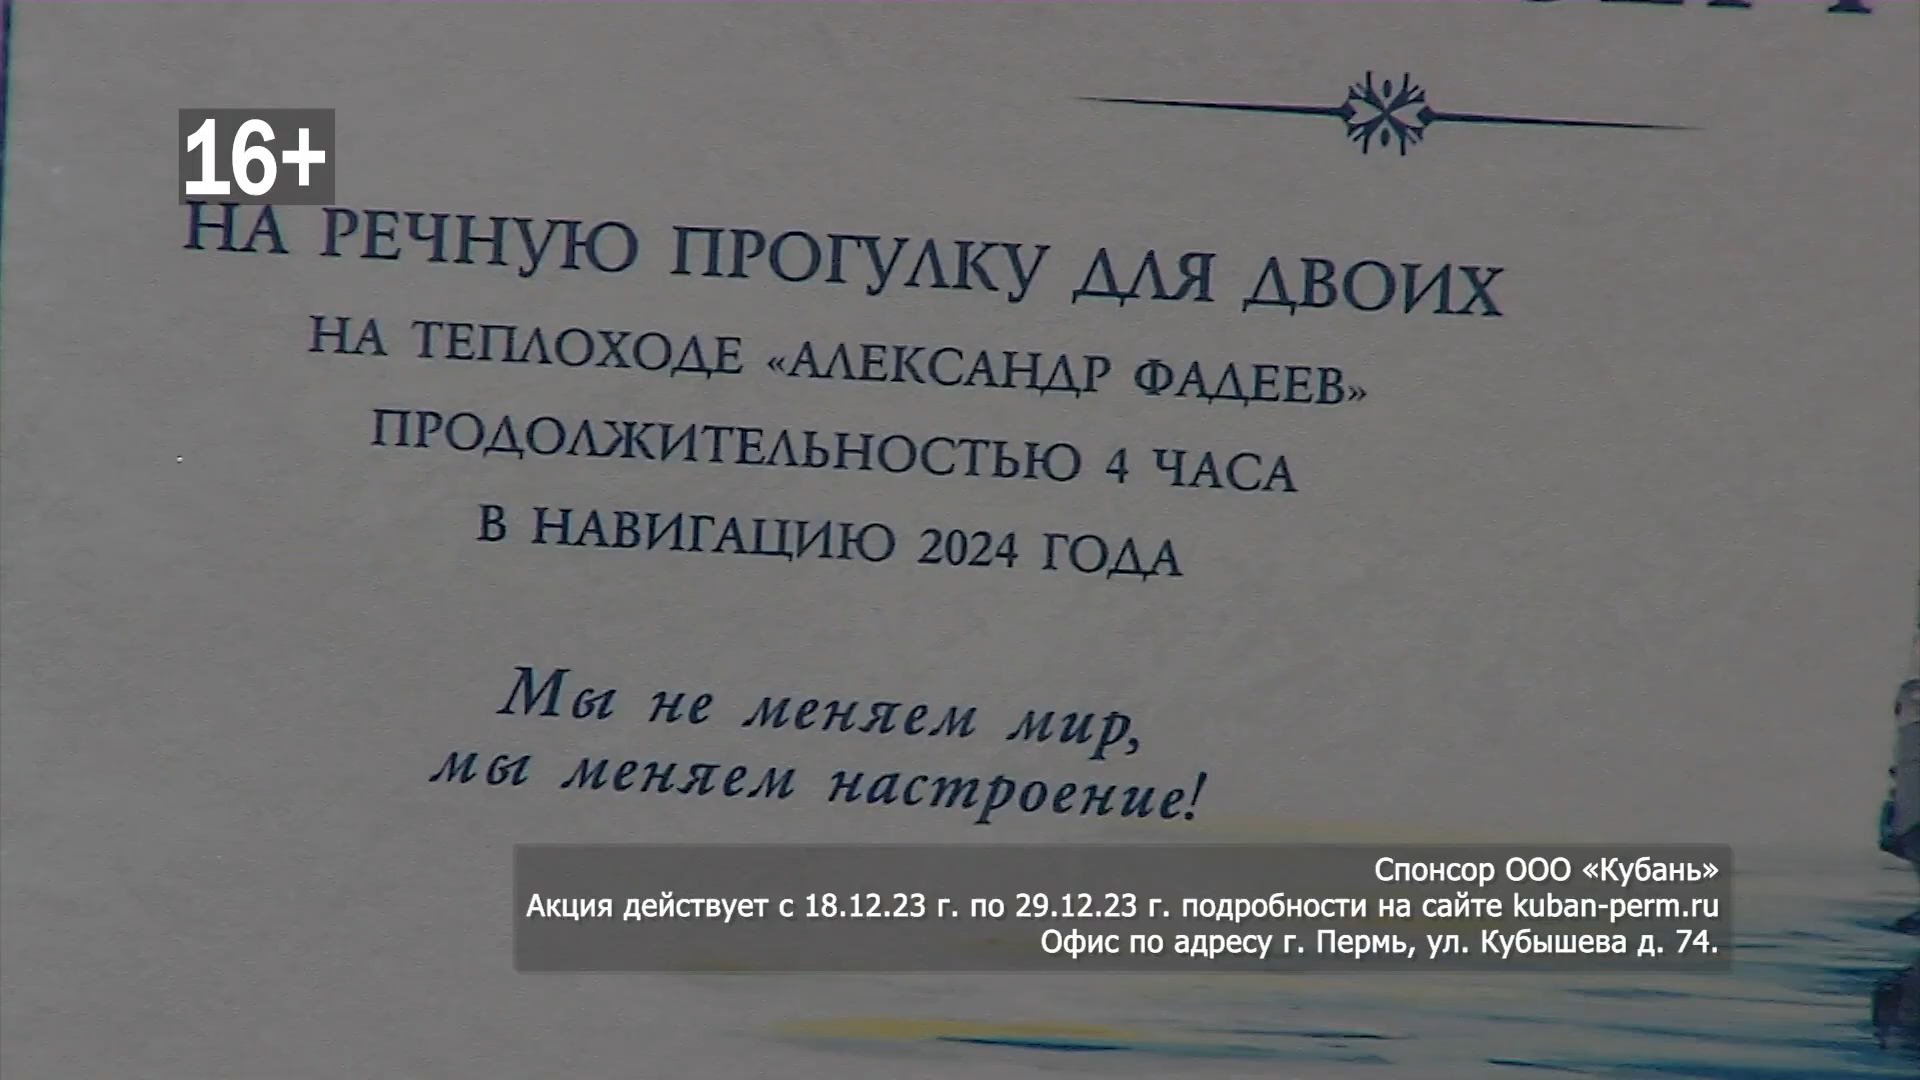 16+
НА РЕЧНУЮ ПРОГУЛКУ ДЛЯ ДВОИХ
НА ТЕПЛОХОДЕ «АЛЕКСАНДР ФАДЕЕВ»
ПРОДОЛЖИТЕЛЬНОСТЬЮ 4 ЧАСА
В НАВИГАЦИЮ 2024 ГОДА
Мы не меняем мир,
мы меняем настроение!
Спонсор ООО «Кубань»
Акция действует с 18.12.23 г. по 29.12.23 г. подробности на сайте kuban-perm.ru
Офис по адресу г. Пермь, ул. Кубышева д. 74.